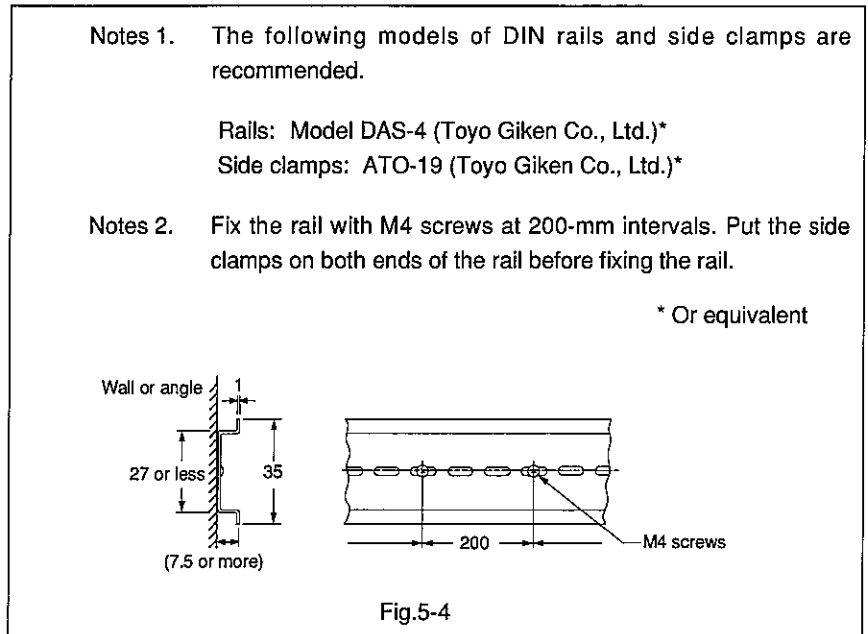 Notes 1. The following models of DIN rails and side clamps are
recommended.
Rails: Model DAS-4 (Toyo Giken Co., Ltd.)*
Side clamps: ATO-19 (Toyo Giken Co., Ltd.)*
Notes 2. Fix the rail with M4 screws at 200-mm intervals. Put the side
clamps on both ends of the rail before fixing the rail.
* Or equivalent
Wall or angle
1
27 or less
35
(7.5 or more)
200
M4 screws
Fig.5-4